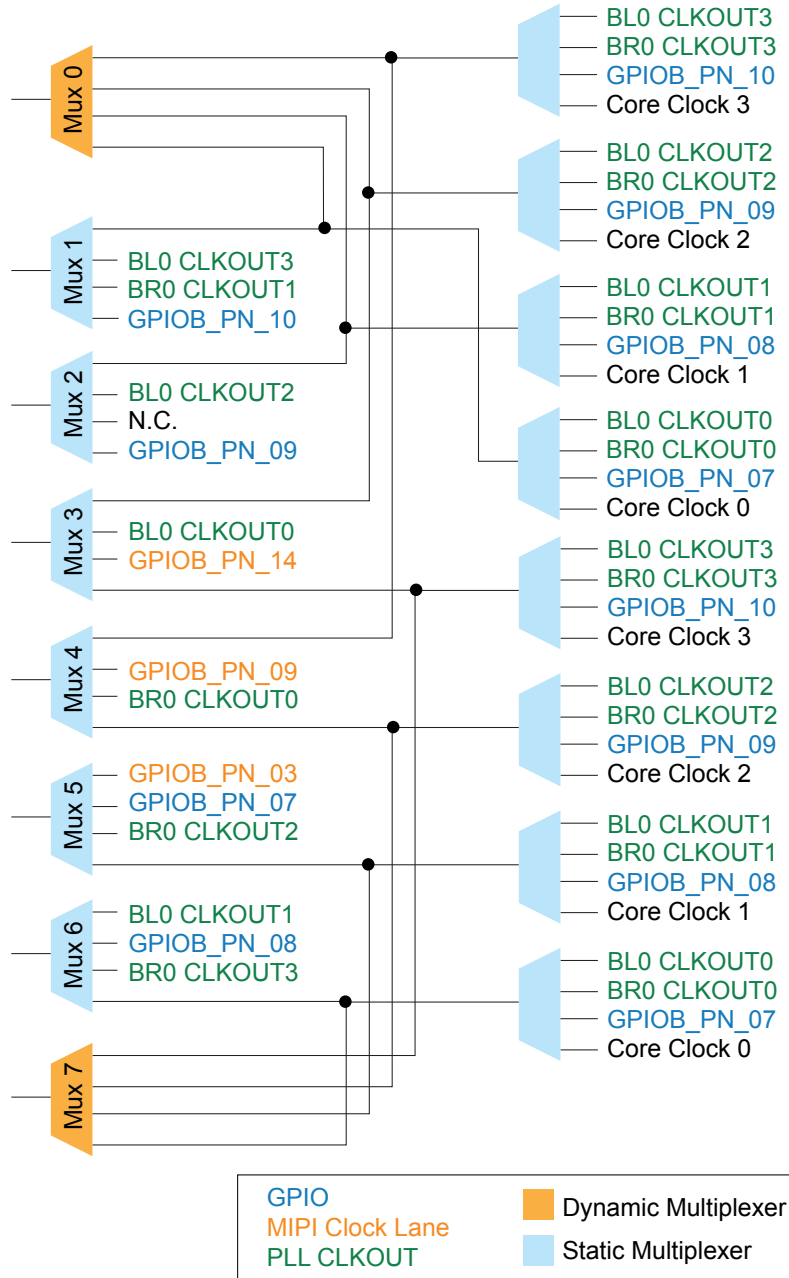 Mux 0
Mux 1
BL0 CLKOUT3
BR0 CLKOUT1
GPIOB_PN_10
Mux 2
BL0 CLKOUT2
N.C.
GPIOB_PN_09
Mux 3
BL0 CLKOUT0
GPIOB_PN_14
Mux 4
GPIOB_PN_09
BR0 CLKOUT0
Mux 5
GPIOB_PN_03
GPIOB_PN_07
BR0 CLKOUT2
Mux 6
BL0 CLKOUT1
GPIOB_PN_08
BR0 CLKOUT3
Mux 7
BL0 CLKOUT3
BR0 CLKOUT3
GPIOB_PN_10
Core Clock 3
BL0 CLKOUT2
BR0 CLKOUT2
GPIOB_PN_09
Core Clock 2
BL0 CLKOUT1
BR0 CLKOUT1
GPIOB_PN_08
Core Clock 1
BL0 CLKOUT0
BR0 CLKOUT0
GPIOB_PN_07
Core Clock 0
BL0 CLKOUT3
BR0 CLKOUT3
GPIOB_PN_10
Core Clock 3
BL0 CLKOUT2
BR0 CLKOUT2
GPIOB_PN_09
Core Clock 2
BL0 CLKOUT1
BR0 CLKOUT1
GPIOB_PN_08
Core Clock 1
BL0 CLKOUT0
BR0 CLKOUT0
GPIOB_PN_07
Core Clock 0
GPIO
MIPI Clock Lane
PLL CLKOUT
Dynamic Multiplexer
Static Multiplexer